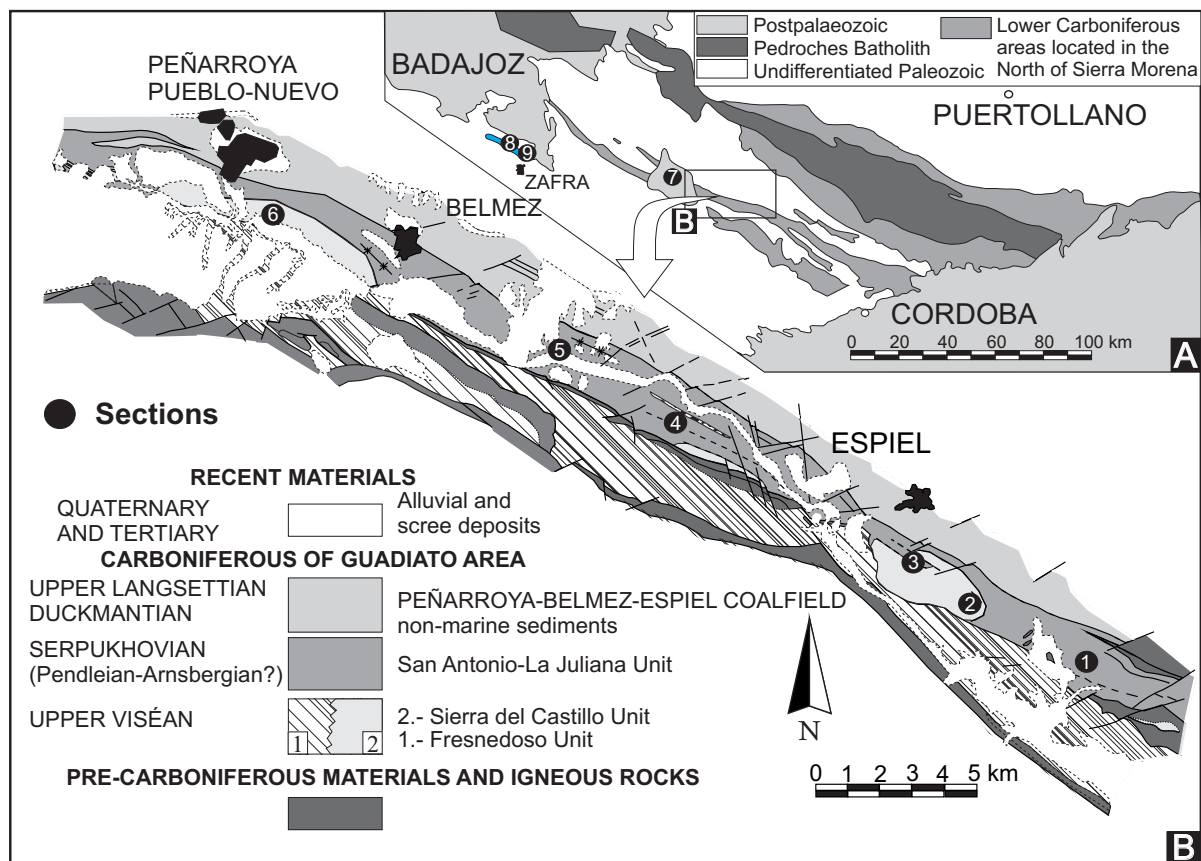 PEÑARROYA
PUEBLO-NUEVO
BELMEZ
ESPIEL
6
5
4
3
2
1
BADAJOZ
8
9
ZAFRA
7
B
PUERTOLLANO
CORDOBA
Postpalaeozoic
Pedroches Batholith
Undifferentiated Paleozoic
Lower Carboniferous
areas located in the
North of Sierra Morena
0 20 40 60 80 100 km
A
Sections
RECENT MATERIALS
QUATERNARY
AND TERTIARY
Alluvial and
scree deposits
CARBONIFEROUS OF GUADIATO AREA
UPPER LANGSETTIAN
DUCKMANTIAN
PEÑARROYA-BELMEZ-ESPIEL COALFIELD
non-marine sediments
SERPUKHOVIAN
(Pendleian-Arnsbergian?)
San Antonio-La Juliana Unit
UPPER VISÉAN
1 2
2.- Sierra del Castillo Unit
1.- Fresnedoso Unit
PRE-CARBONIFEROUS MATERIALS AND IGNEOUS ROCKS
N
0 1 2 3 4 5 km
B